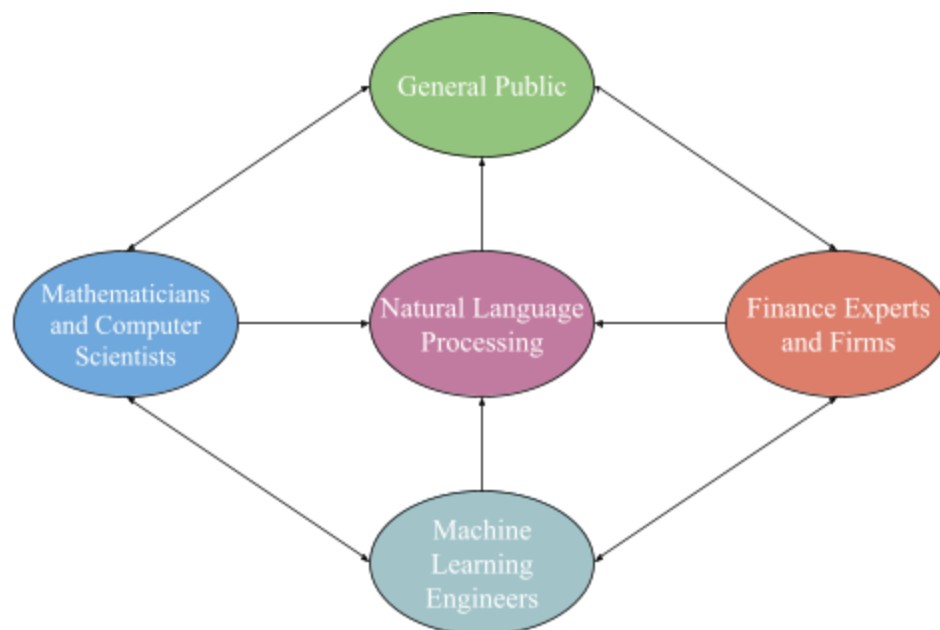 General Public
Mathematicians
and Computer
Scientists
Natural Language
Processing
Finance Experts
and Firms
Machine
Learning
Engineers